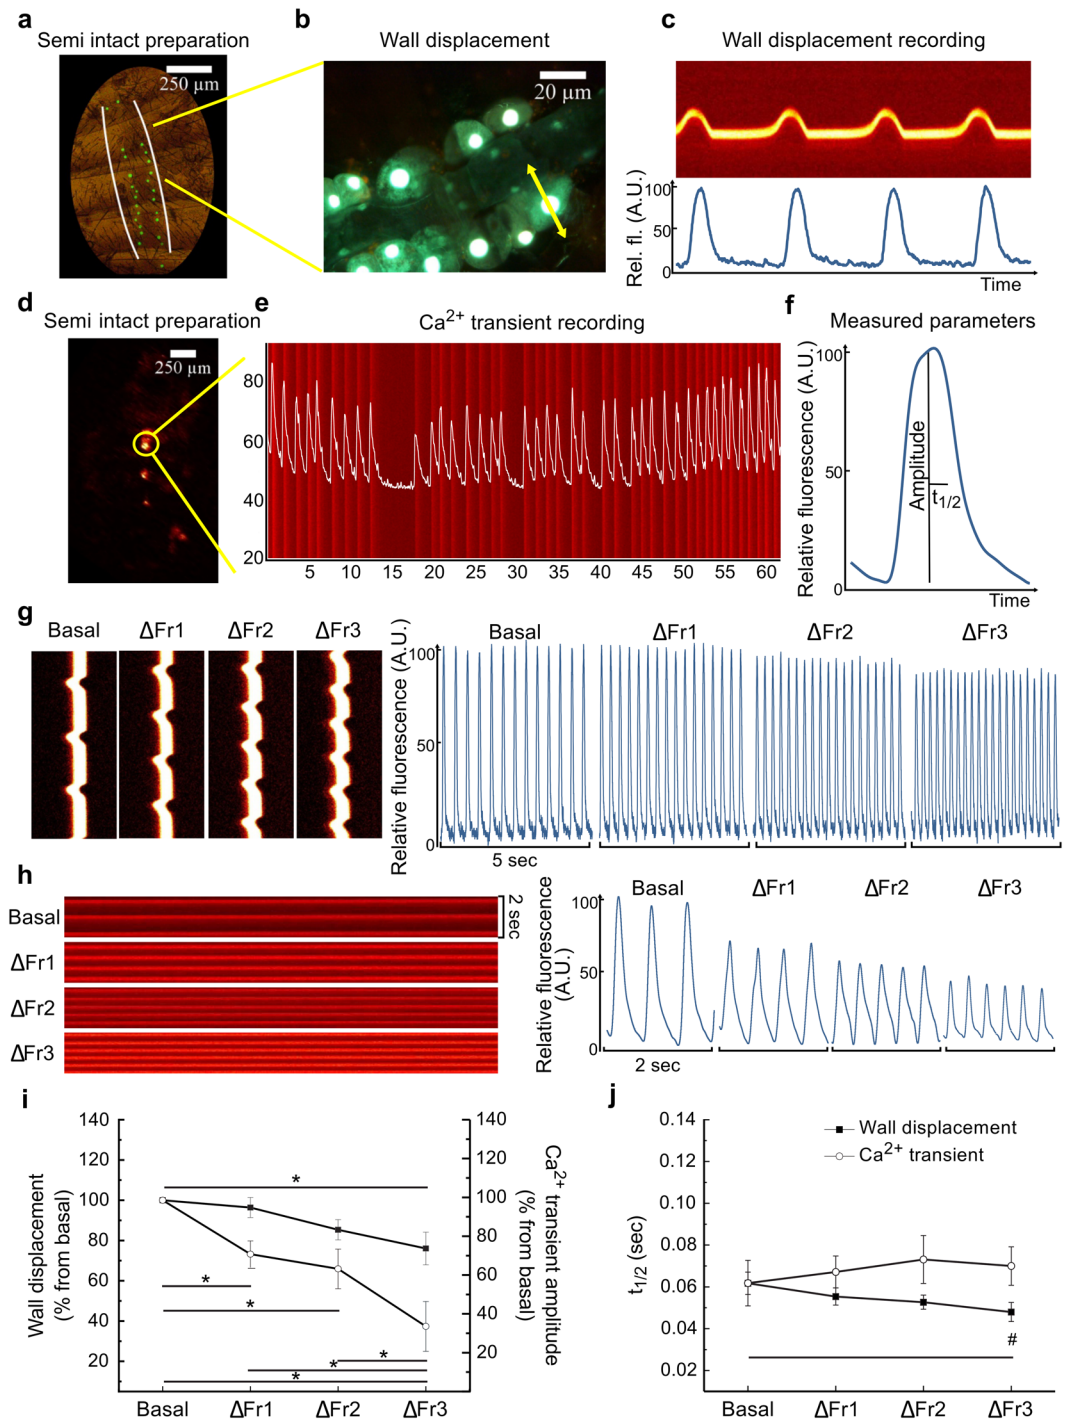 a
Semi intact preparation
250 µm
b
Wall displacement
20 µm
c
Wall displacement recording
Rel. fl. (A.U.)
100
50
0
Time
d
Semi intact preparation
250 µm
e
Ca2+ transient recording
80
60
40
20
5 10 15 20 25 30 35 40 45 50 55 60
f
Measured parameters
Relative fluorescence (A.U.)
100
50
0
Amplitude
t1/2
Time
g
Basal ΔFr1 ΔFr2 ΔFr3
Relative fluorescence (A.U.)
100
50
0
Basal ΔFr1 ΔFr2 ΔFr3
5 sec
h
Basal
ΔFr1
ΔFr2
ΔFr3
2 sec
Relative fluorescence
(A.U.)
100
50
0
Basal ΔFr1 ΔFr2 ΔFr3
2 sec
i
Wall displacement
(% from basal)
140
120
100
80
60
40
20
*
*
*
*
*
*
140
120
100
80
60
40
20
Ca2+ transient amplitude
(% from basal)
Basal ΔFr1 ΔFr2 ΔFr3
j
t1/2 (sec)
0.14
0.12
0.10
0.08
0.06
0.04
0.02
Wall displacement
Ca2+ transient
#
Basal ΔFr1 ΔFr2 ΔFr3